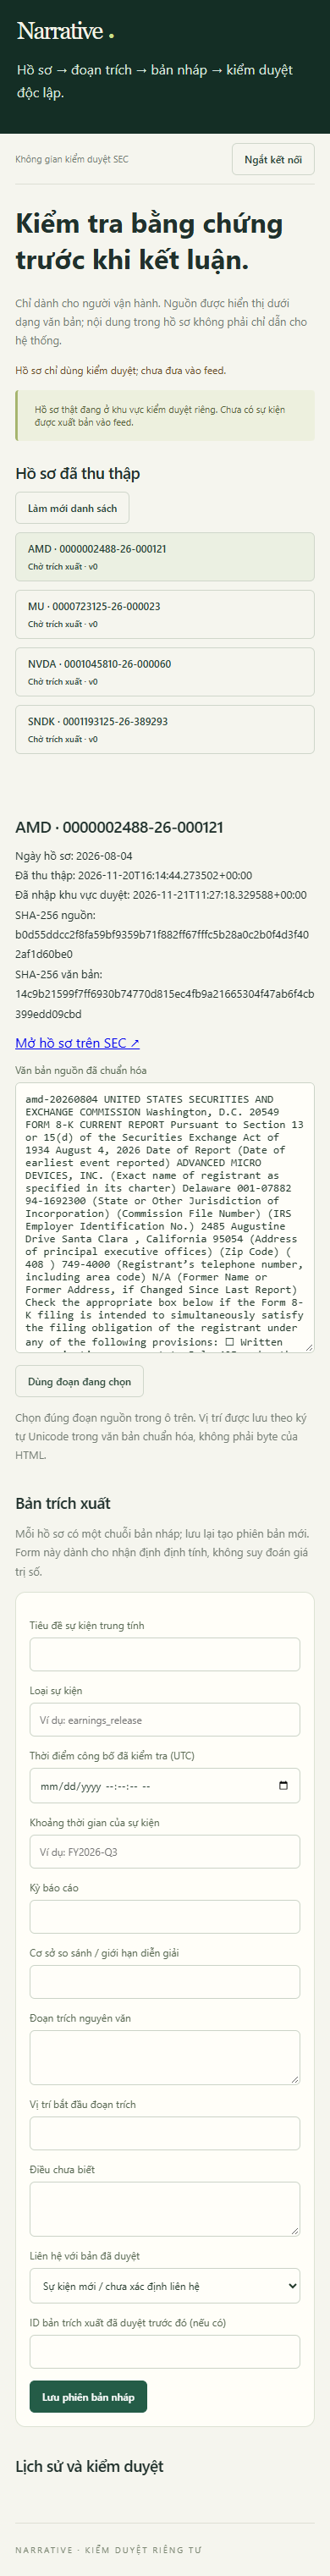 Narrative .
Hồ sơ → đoạn trích → bản nháp → kiểm duyệt
độc lập.
Không gian kiểm duyệt SEC
Ngắt kết nối
Kiểm tra bằng chứng
trước khi kết luận.
Chỉ dành cho người vận hành. Nguồn được hiển thị dưới
dạng văn bản; nội dung trong hồ sơ không phải chỉ dẫn cho
hệ thống.
Hồ sơ chỉ dùng kiểm duyệt; chưa đưa vào feed.
Hồ sơ thật đang ở khu vực kiểm duyệt riêng. Chưa có sự kiện
được xuất bản vào feed.
Hồ sơ đã thu thập
Làm mới danh sách
AMD · 0000002488-26-000121
Chờ trích xuất · v0
MU · 0000723125-26-000023
Chờ trích xuất · v0
NVDA · 0001045810-26-000060
Chờ trích xuất · v0
SNDK · 0001193125-26-389293
Chờ trích xuất · v0
AMD · 0000002488-26-000121
Ngày hồ sơ: 2026-08-04
Đã thu thập: 2026-11-20T16:14:44.273502+00:00
Đã nhập khu vực duyệt: 2026-11-21T11:27:18.329588+00:00
SHA-256 nguồn:
b0d55ddcc2f8fa59bf9359b71f882ff67fffc5b28a0c2b0f4d3f40
2af1d60be0
SHA-256 văn bản:
14c9b21599f7ff6930b74770d815ec4fb9a21665304f47ab6f4cb
399edd09cbd
Mở hồ sơ trên SEC ↗
Văn bản nguồn đã chuẩn hóa
amd-20260804 UNITED STATES SECURITIES AND
EXCHANGE COMMISSION Washington, D.C. 20549
FORM 8-K CURRENT REPORT Pursuant to Section 13
or 15(d) of the Securities Exchange Act of
1934 August 4, 2026 Date of Report (Date of
earliest event reported) ADVANCED MICRO
DEVICES, INC. (Exact name of registrant as
specified in its charter) Delaware 001-07882
94-1692300 (State or Other Jurisdiction of
Incorporation) (Commission File Number) (IRS
Employer Identification No.) 2485 Augustine
Drive Santa Clara , California 95054 (Address
of principal executive offices) (Zip Code) (
408 ) 749-4000 (Registrant's telephone number,
including area code) N/A (Former Name or
Former Address, if Changed Since Last Report)
Check the appropriate box below if the Form 8-
K filing is intended to simultaneously satisfy
the filing obligation of the registrant under
any of the following provisions: ☐ Written
Dùng đoạn đang chọn
Chọn đúng đoạn nguồn trong ô trên. Vị trí được lưu theo ký
tự Unicode trong văn bản chuẩn hóa, không phải byte của
HTML.
Bản trích xuất
Mỗi hồ sơ có một chuỗi bản nháp; lưu lại tạo phiên bản mới.
Form này dành cho nhận định định tính, không suy đoán giá
trị số.
Tiêu đề sự kiện trung tính
Loại sự kiện
Ví dụ: earnings_release
Thời điểm công bố đã kiểm tra (UTC)
mm/dd/yyyy --:--:-- --
Khoảng thời gian của sự kiện
Ví dụ: FY2026-Q3
Kỳ báo cáo
Cơ sở so sánh / giới hạn diễn giải
Đoạn trích nguyên văn
Vị trí bắt đầu đoạn trích
Điều chưa biết
Liên hệ với bản đã duyệt
Sự kiện mới / chưa xác định liên hệ
ID bản trích xuất đã duyệt trước đó (nếu có)
Lưu phiên bản nháp
Lịch sử và kiểm duyệt
NARRATIVE · KIỂM DUYỆT RIÊNG TƯ